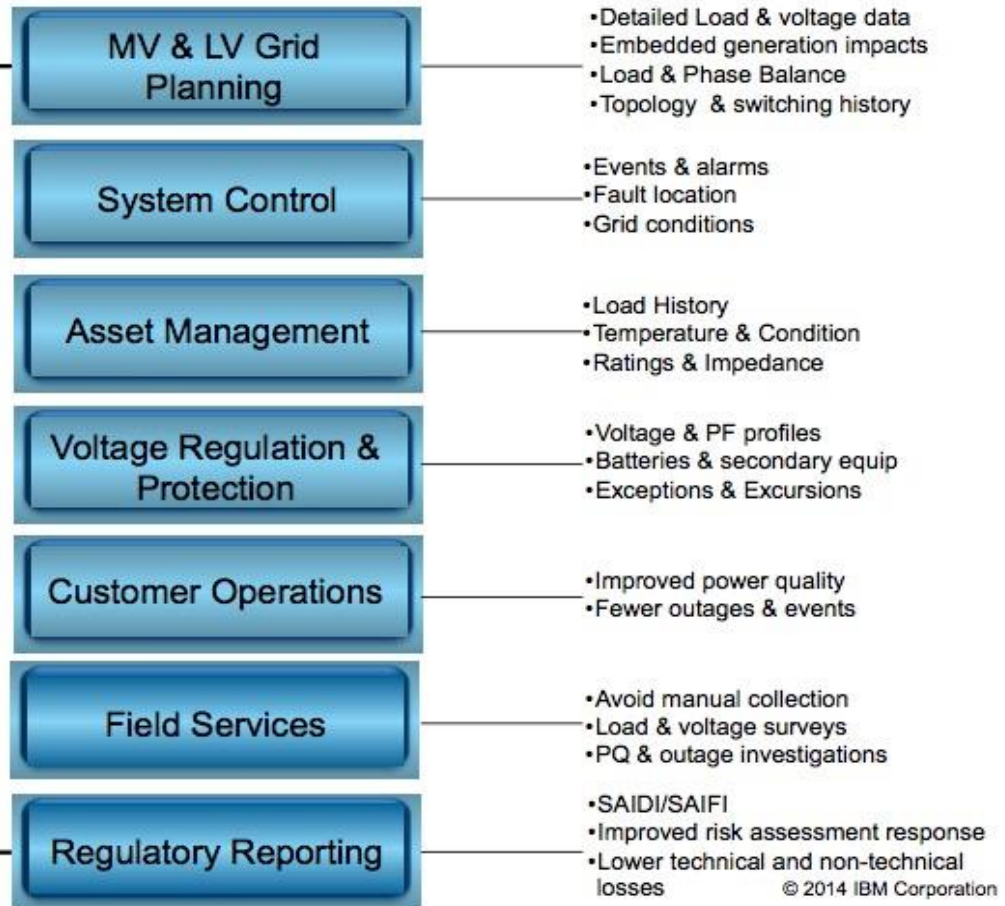 MV & LV Grid
Planning
•Detailed Load & voltage data
•Embedded generation impacts
•Load & Phase Balance
•Topology & switching history
System Control
•Events & alarms
•Fault location
•Grid conditions
Asset Management
•Load History
•Temperature & Condition
•Ratings & Impedance
Voltage Regulation &
Protection
•Voltage & PF profiles
•Batteries & secondary equip
•Exceptions & Excursions
Customer Operations
•Improved power quality
•Fewer outages & events
Field Services
•Avoid manual collection
•Load & voltage surveys
•PQ & outage investigations
Regulatory Reporting
•SAIDI/SAIFI
•Improved risk assessment response
•Lower technical and non-technical
losses
© 2014 IBM Corporation